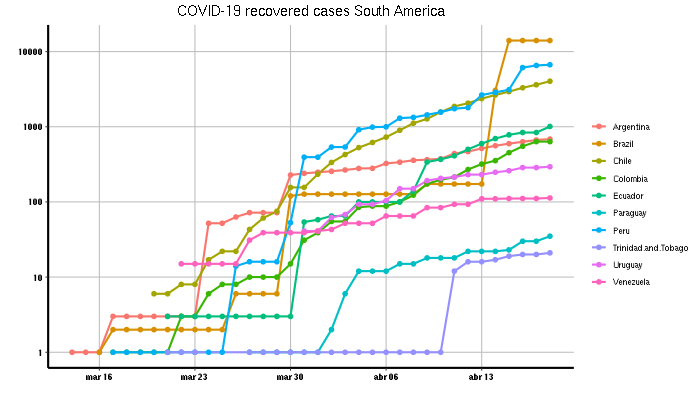 COVID-19 recovered cases South America
10000
1000
100
10
1
mar 16
mar 23
mar 30
abr 06
abr 13
Argentina
Brazil
Chile
Colombia
Ecuador
Paraguay
Peru
Trinidad.and.Tobago
Uruguay
Venezuela